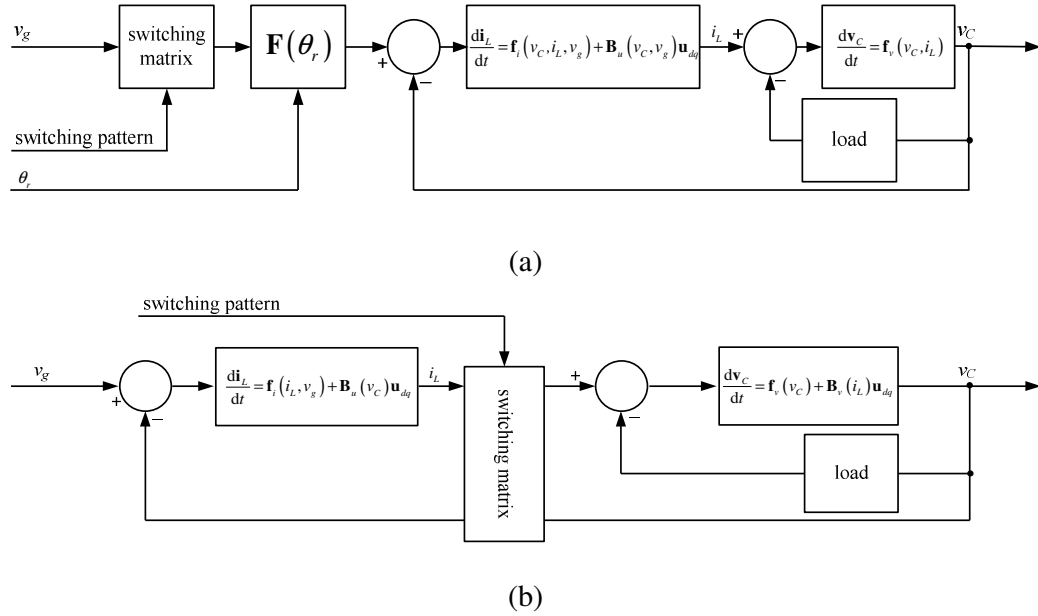 v_g
switching
matrix
F(θ_r)
+
−
di_L/dt = f_i(v_C, i_L, v_g) + B_u(v_C, v_g)u_dq
i_L
+
−
dv_C/dt = f_v(v_C, i_L)
v_C
switching pattern
load
θ_r
(a)
switching pattern
v_g
+
−
di_L/dt = f_i(i_L, v_g) + B_u(v_C)u_dq
i_L
switching matrix
+
−
dv_C/dt = f_v(v_C) + B_v(i_L)u_dq
v_C
load
(b)